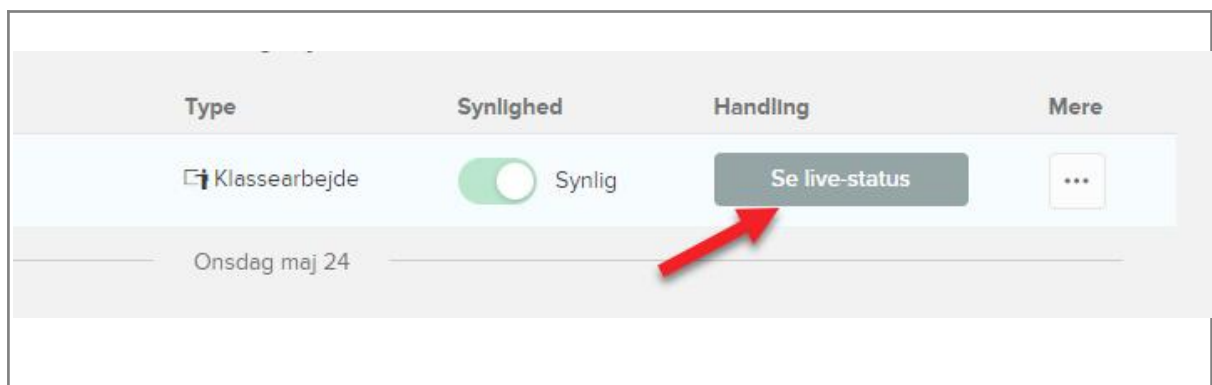 Type Synlighed Handling Mere
Klassearbejde Synlig Se live-status ...
Onsdag maj 24